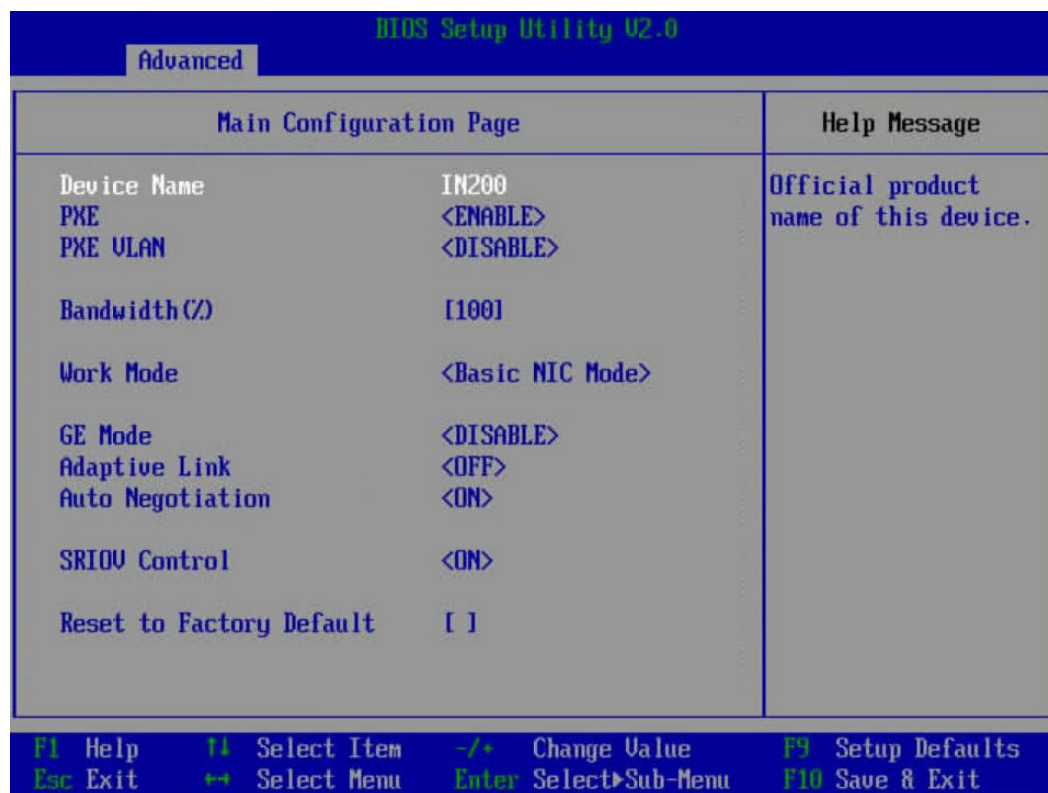 BIOS Setup Utility V2.0
Advanced
Main Configuration Page
Help Message
Device Name IN200
Official product
PXE <ENABLE>
name of this device.
PXE VLAN <DISABLE>
Bandwidth(%) [100]
Work Mode <Basic NIC Mode>
GE Mode <DISABLE>
Adaptive Link <OFF>
Auto Negotiation <ON>
SRIOV Control <ON>
Reset to Factory Default [ ]
F1 Help ↑↓ Select Item -/+ Change Value F9 Setup Defaults
Esc Exit ←→ Select Menu Enter Select▶Sub-Menu F10 Save & Exit